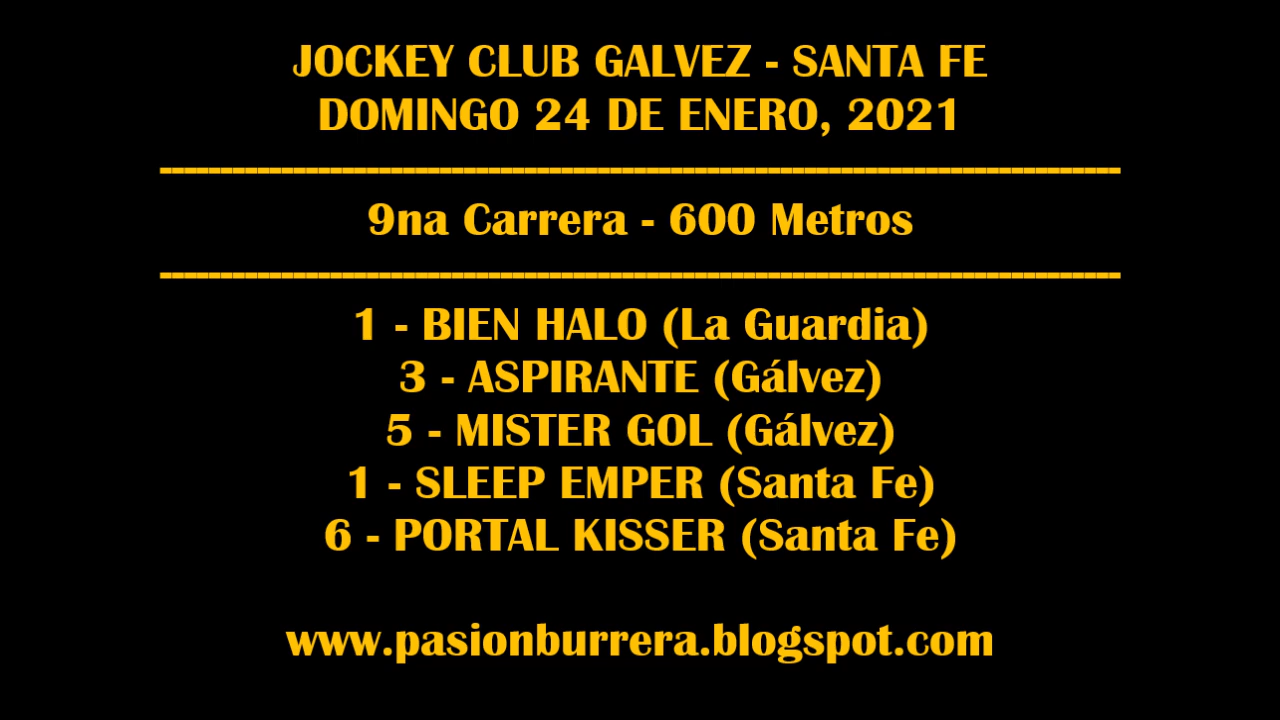 JOCKEY CLUB GALVEZ - SANTA FE
DOMINGO 24 DE ENERO, 2021
--------------------------------------------------------------------------------
9na Carrera - 600 Metros
--------------------------------------------------------------------------------
1 - BIEN HALO (La Guardia)
3 - ASPIRANTE (Gálvez)
5 - MISTER GOL (Gálvez)
1 - SLEEP EMPER (Santa Fe)
6 - PORTAL KISSER (Santa Fe)
www.pasionburrera.blogspot.com